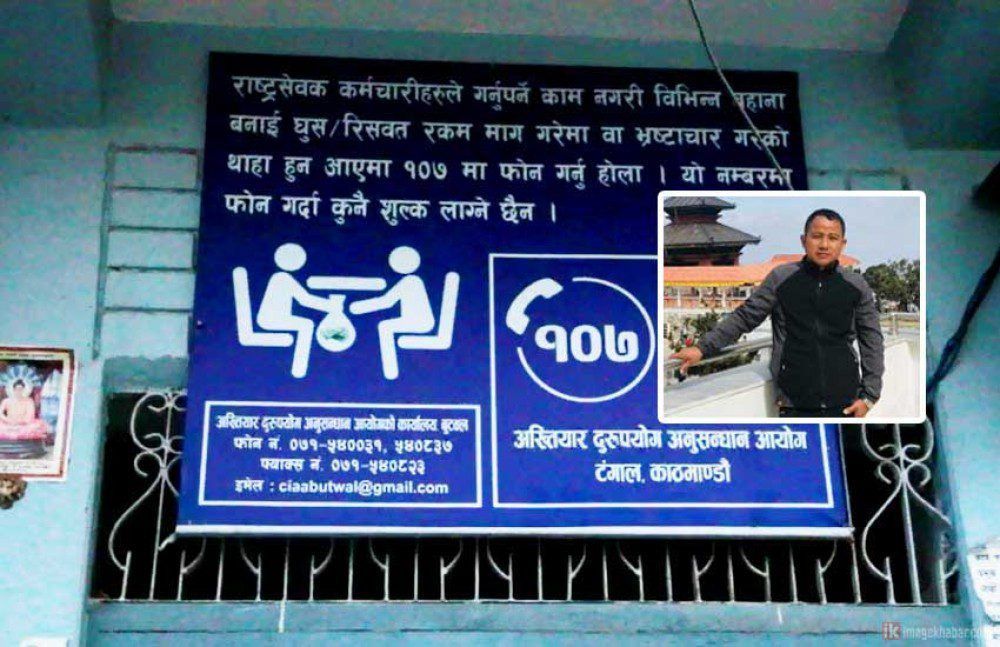 राष्ट्रसेवक कर्मचारीहरुले गर्नुपर्ने काम नगरी विभिन्न बहाना
बनाई घुस/रिसवत रकम माग गरेमा वा भ्रष्टाचार गरेको
थाहा हुन आएमा १०७ मा फोन गर्नु होला । यो नम्बरमा
फोन गर्दा कुनै शुल्क लाग्ने छैन ।
१०७
अख्तियार दुरुपयोग अनुसन्धान आयोगको कार्यालय, बुटवल
फोन नं. ०७१-५४००३१, ५४०८३७
फ्याक्स नं. ०७१-५४०८२३
इमेल : ciaabutwal@gmail.com
अख्तियार दुरुपयोग अनुसन्धान आयोग
टंगाल, काठमाण्डौ
imagekhabar.com